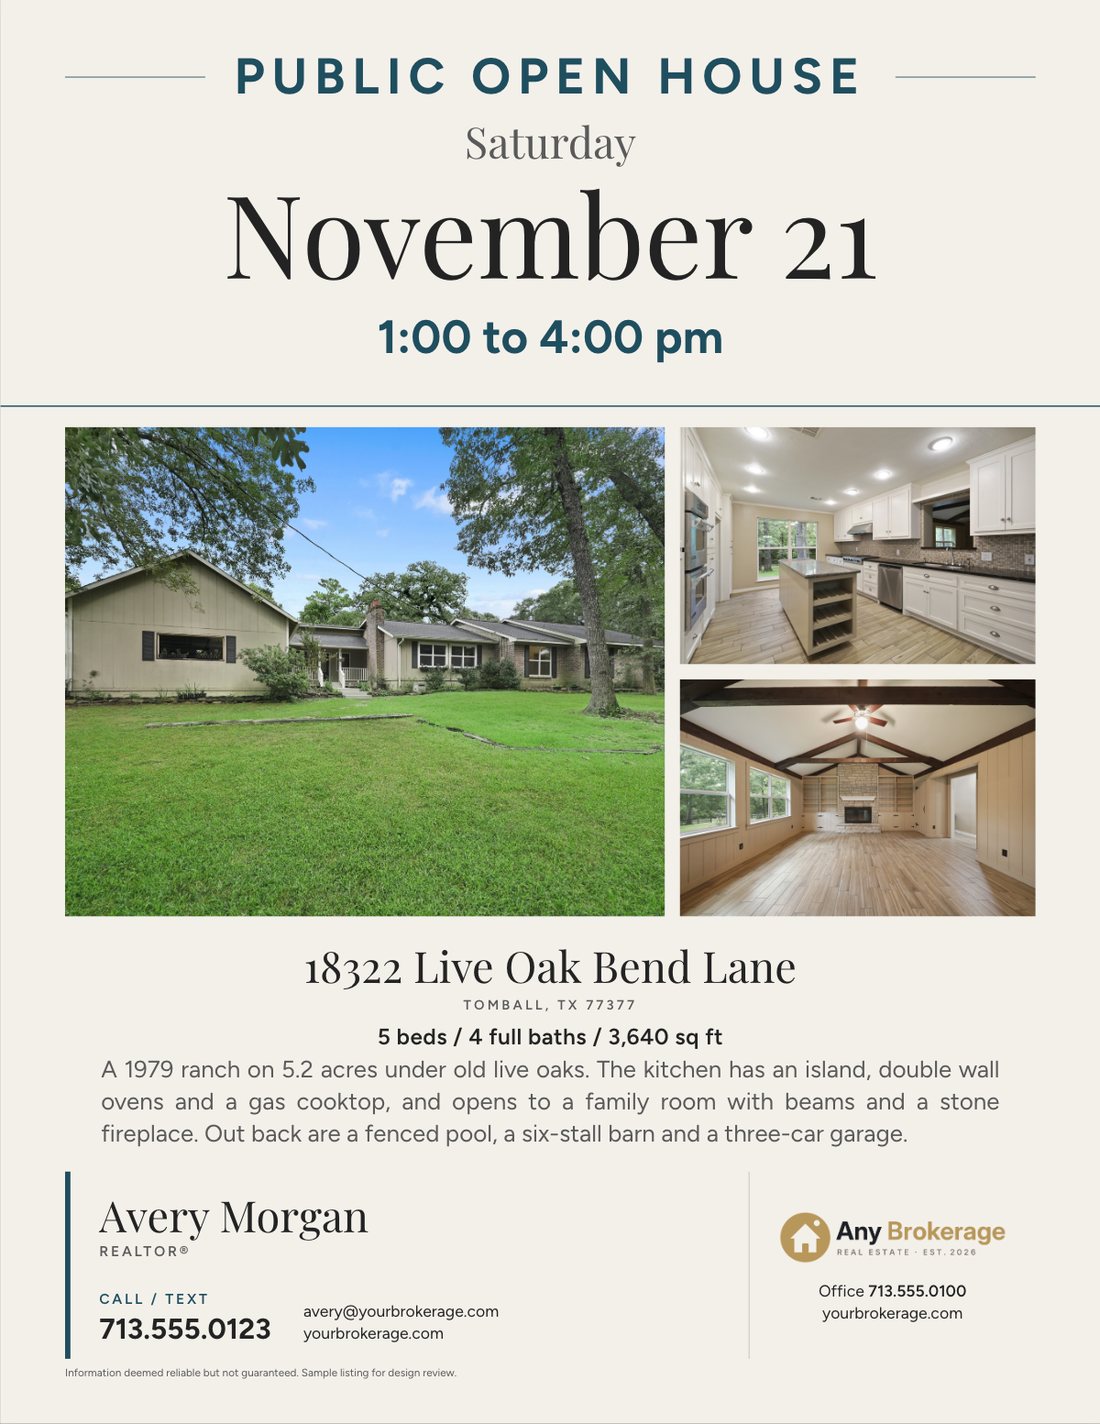 PUBLIC OPEN HOUSE
Saturday
November 21
1:00 to 4:00 pm
18322 Live Oak Bend Lane
TOMBALL, TX 77377
5 beds / 4 full baths / 3,640 sq ft
A 1979 ranch on 5.2 acres under old live oaks. The kitchen has an island, double wall
ovens and a gas cooktop, and opens to a family room with beams and a stone
fireplace. Out back are a fenced pool, a six-stall barn and a three-car garage.
Avery Morgan
REALTOR®
CALL / TEXT
713.555.0123
avery@yourbrokerage.com
yourbrokerage.com
Any Brokerage
REAL ESTATE · EST. 2026
Office 713.555.0100
yourbrokerage.com
Information deemed reliable but not guaranteed. Sample listing for design review.